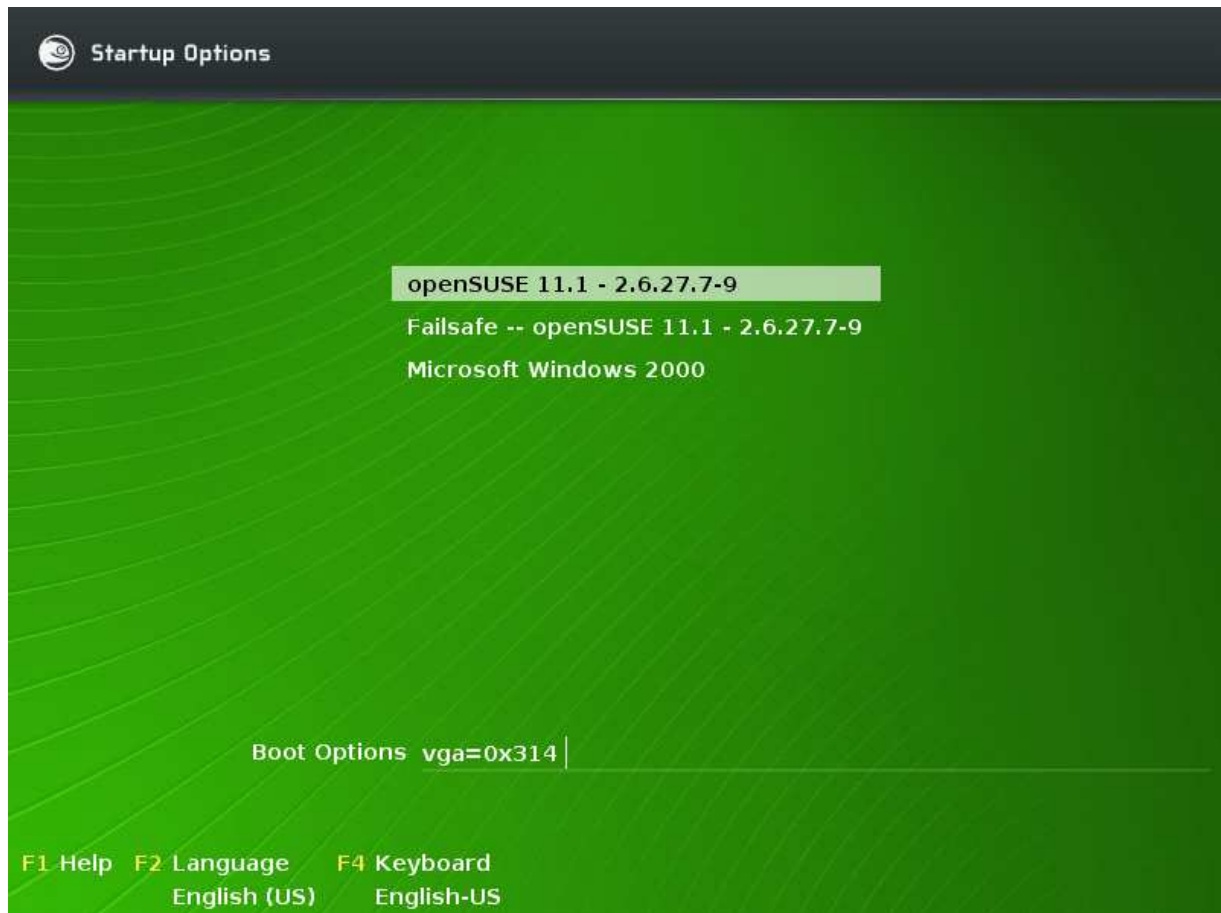 Startup Options
openSUSE 11.1 - 2.6.27.7-9
Failsafe -- openSUSE 11.1 - 2.6.27.7-9
Microsoft Windows 2000
Boot Options vga=0x314
F1 Help F2 Language F4 Keyboard
English (US) English-US